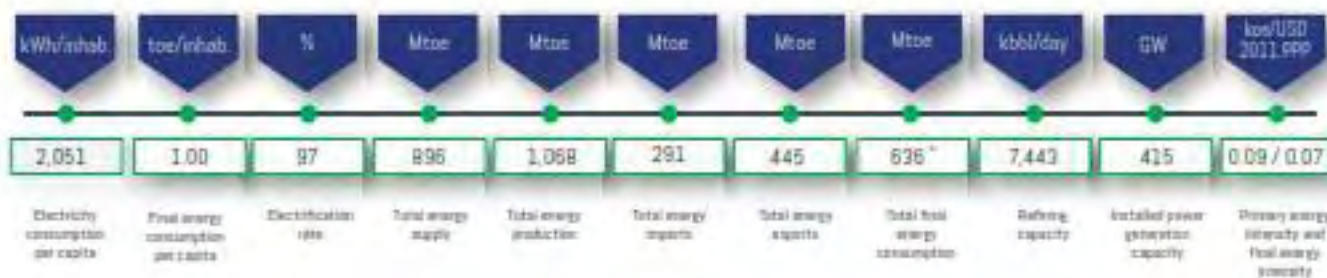 kWh/inhab.
toe/inhab.
%
Mtoe
Mtoe
Mtoe
Mtoe
Mtoe
kbbl/day
GW
koe/USD
2011 PPP
2,051
1.00
97
896
1,068
291
445
636*
7,443
415
0.09 / 0.07
Electricity
consumption
per capita
Final energy
consumption
per capita
Electrification
rate
Total energy
supply
Total energy
production
Total energy
imports
Total energy
exports
Total final
energy
consumption
Refining
capacity
Installed power
generation
capacity
Primary energy
intensity and
final energy
intensity